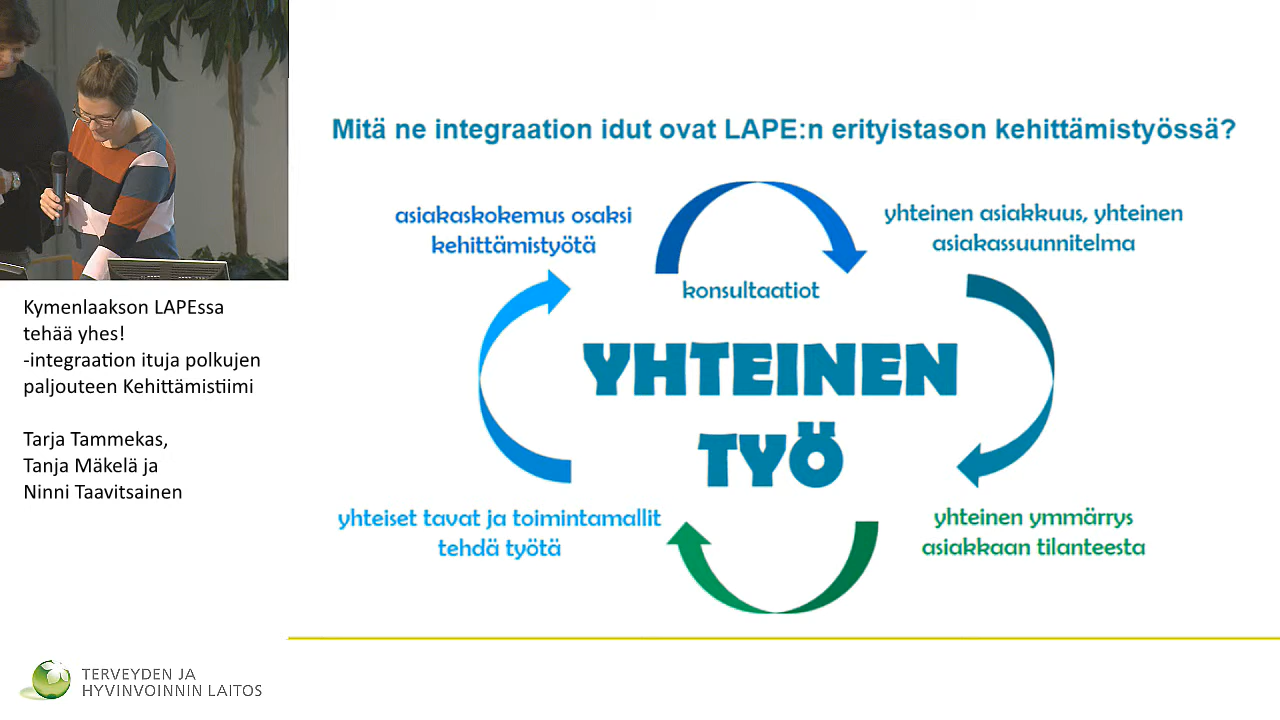 Mitä ne integraation idut ovat LAPE:n erityistason kehittämistyössä?
asiakaskokemus osaksi
kehittämistyötä
yhteinen asiakkuus, yhteinen
asiakassuunnitelma
konsultaatiot
YHTEINEN
TYÖ
yhteiset tavat ja toimintamallit
tehdä työtä
yhteinen ymmärrys
asiakkaan tilanteesta
Kymenlaakson LAPEssa
tehää yhes!
-integraation ituja polkujen
paljouteen Kehittämistiimi
Tarja Tammekas,
Tanja Mäkelä ja
Ninni Taavitsainen
TERVEYDEN JA
HYVINVOINNIN LAITOS